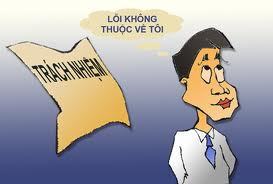 LỖI KHÔNG
THUỘC VỀ TÔI
TRÁCH NHIỆM